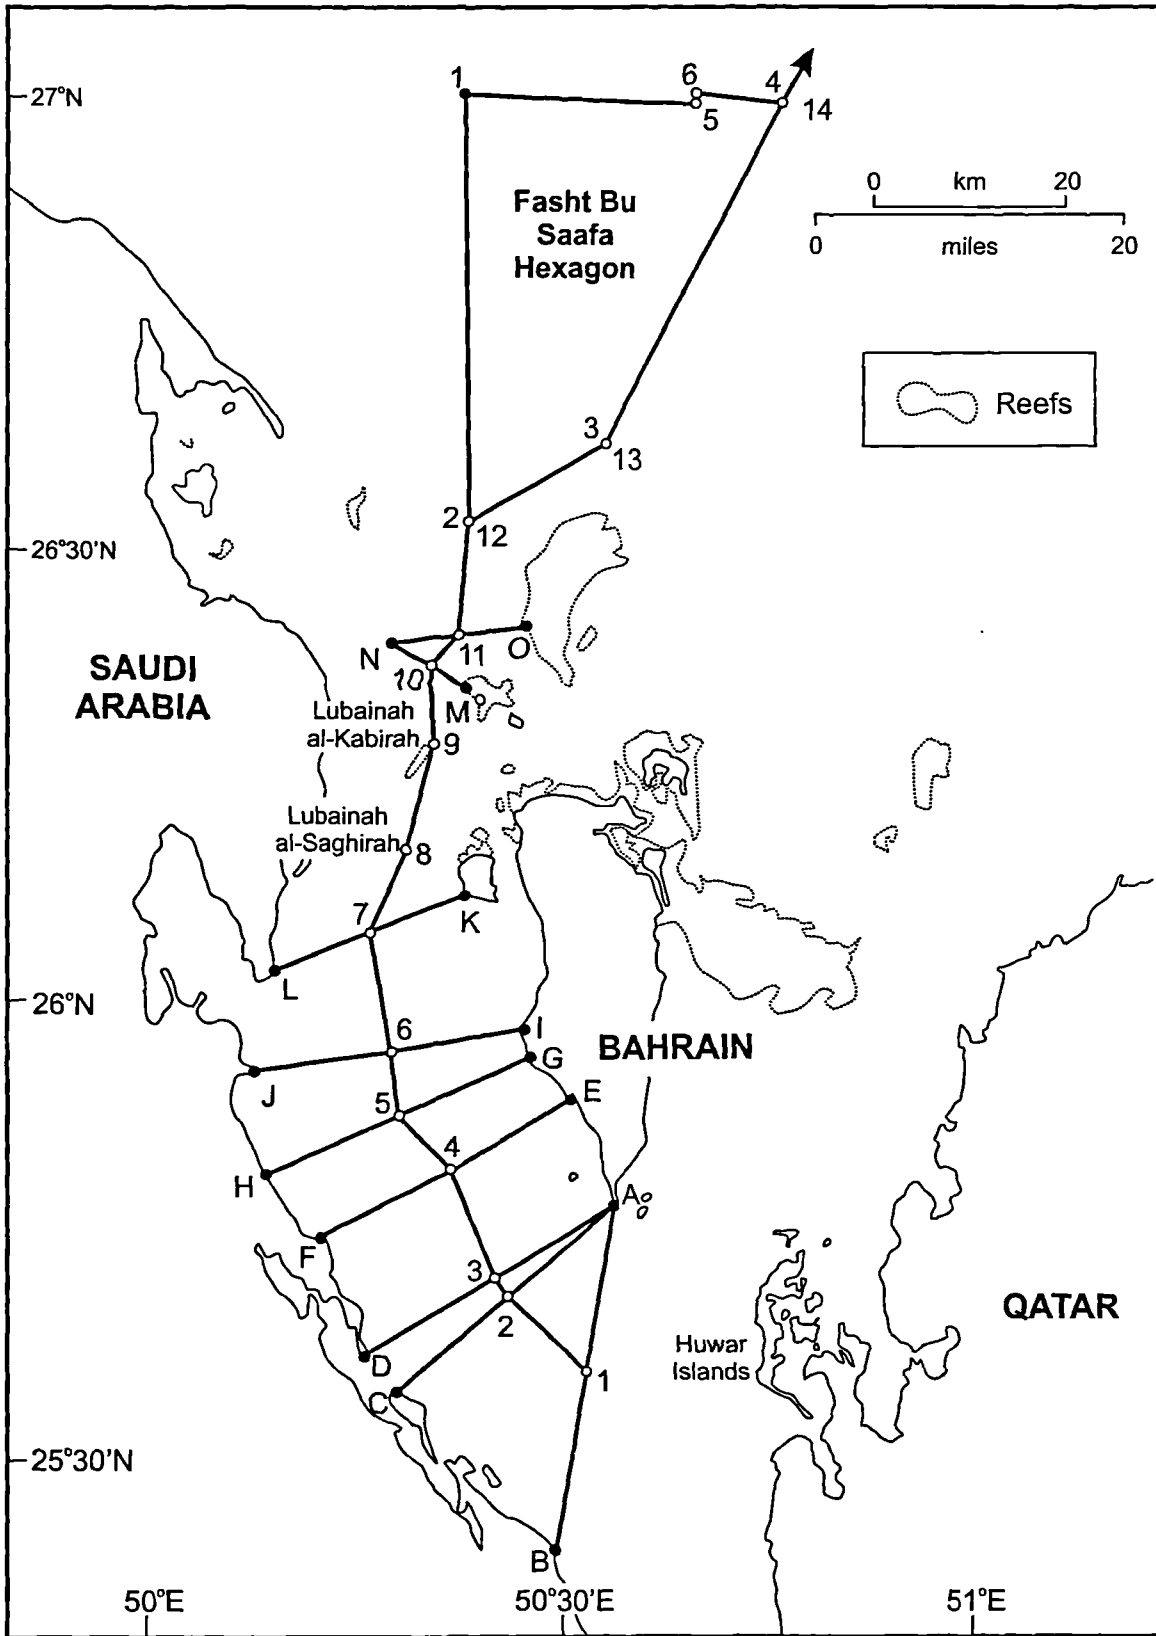 1
6
4
27°N
5
14
0 km 20
Fasht Bu
Saafa
Hexagon
0 miles 20
Reefs
3
13
2
12
26°30'N
11
O
N
10
SAUDI
ARABIA
M
Lubainah
al-Kabirah
9
Lubainah
al-Saghirah
8
K
7
L
26°N
I
6
BAHRAIN
G
J
E
5
4
H
A
F
3
QATAR
2
Huwar
Islands
D
1
C
25°30'N
B
50°E
50°30'E
51°E